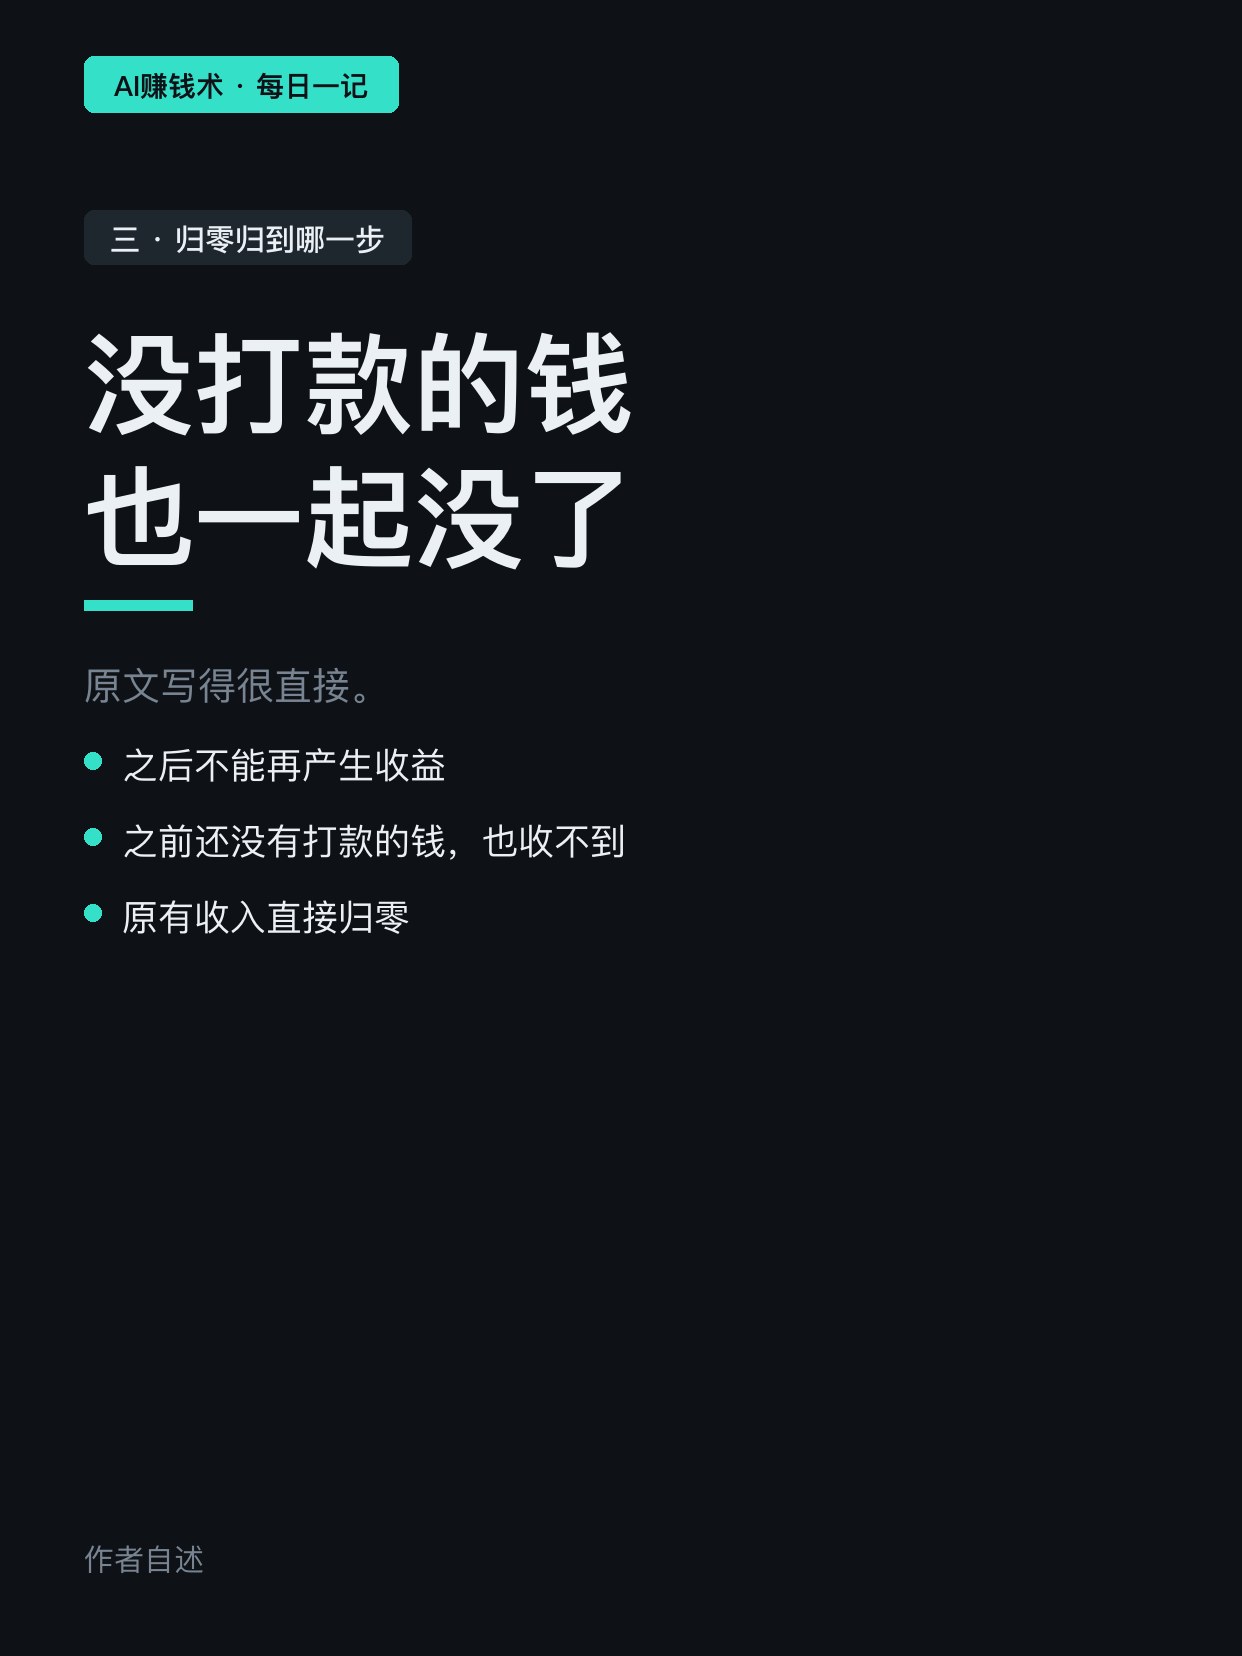 AI赚钱术 · 每日一记
三 · 归零归到哪一步
没打款的钱
也一起没了
原文写得很直接。
之后不能再产生收益
之前还没有打款的钱，也收不到
原有收入直接归零
作者自述